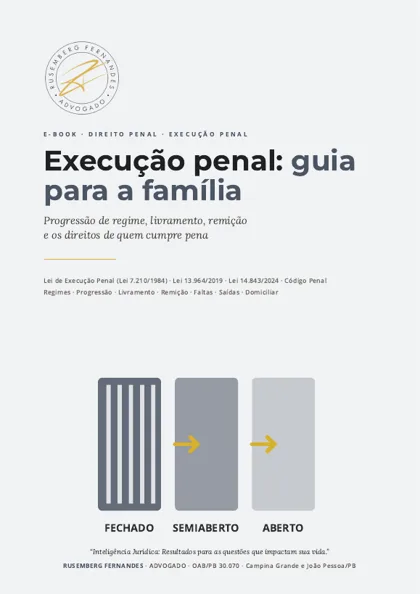 RUSEMBERG FERNANDES
• ADVOGADO •
E-BOOK · DIREITO PENAL · EXECUÇÃO PENAL
Execução penal: guia
para a família
Progressão de regime, livramento, remição
e os direitos de quem cumpre pena
Lei de Execução Penal (Lei 7.210/1984) · Lei 13.964/2019 · Lei 14.843/2024 · Código Penal
Regimes · Progressão · Livramento · Remição · Faltas · Saídas · Domiciliar
FECHADO SEMIABERTO ABERTO
"Inteligência Jurídica: Resultados para as questões que impactam sua vida."
RUSEMBERG FERNANDES · ADVOGADO · OAB/PB 30.070 · Campina Grande e João Pessoa/PB